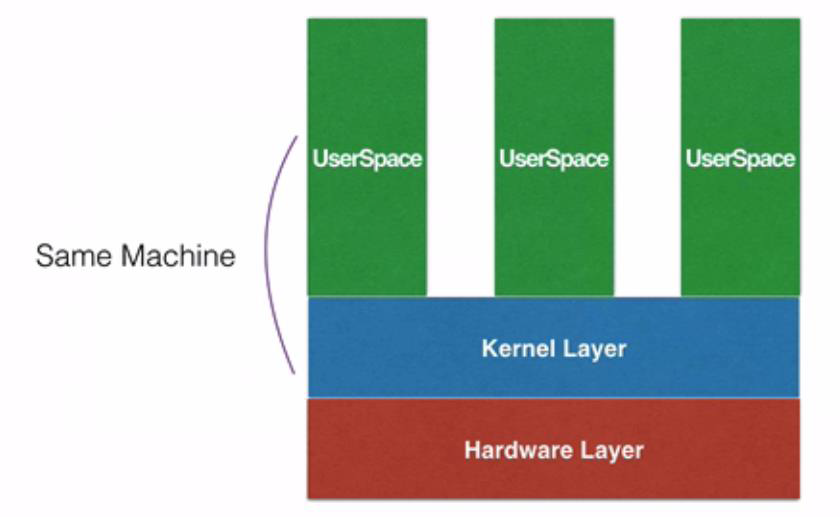 UserSpace UserSpace UserSpace
Same Machine
Kernel Layer
Hardware Layer